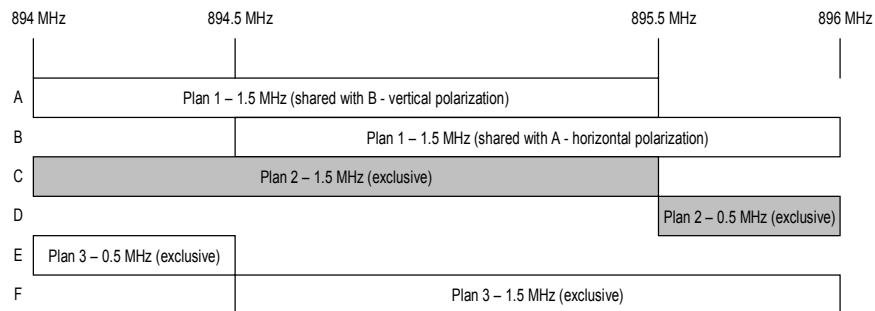 894 MHz 894.5 MHz 895.5 MHz 896 MHz
A Plan 1 – 1.5 MHz (shared with B - vertical polarization)
B Plan 1 – 1.5 MHz (shared with A - horizontal polarization)
C Plan 2 – 1.5 MHz (exclusive)
D Plan 2 – 0.5 MHz (exclusive)
E Plan 3 – 0.5 MHz (exclusive)
F Plan 3 – 1.5 MHz (exclusive)